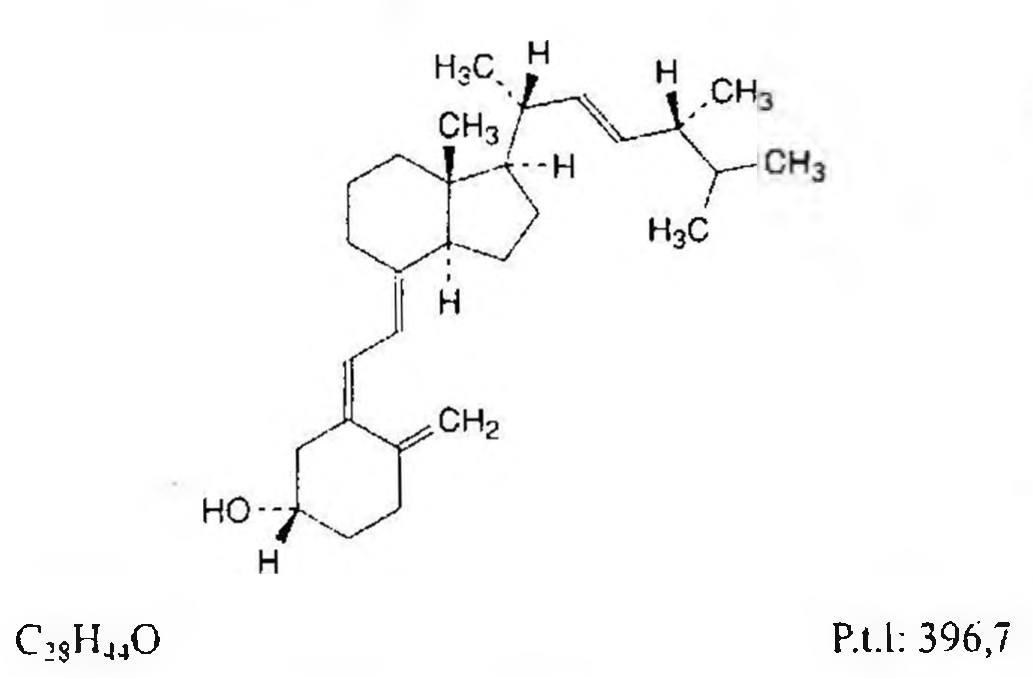 H₃C H H CH₃
CH₃
H CH₃
H₃C
H
CH₂
HO
H
C₂₈H₄₄O P.t.l: 396,7